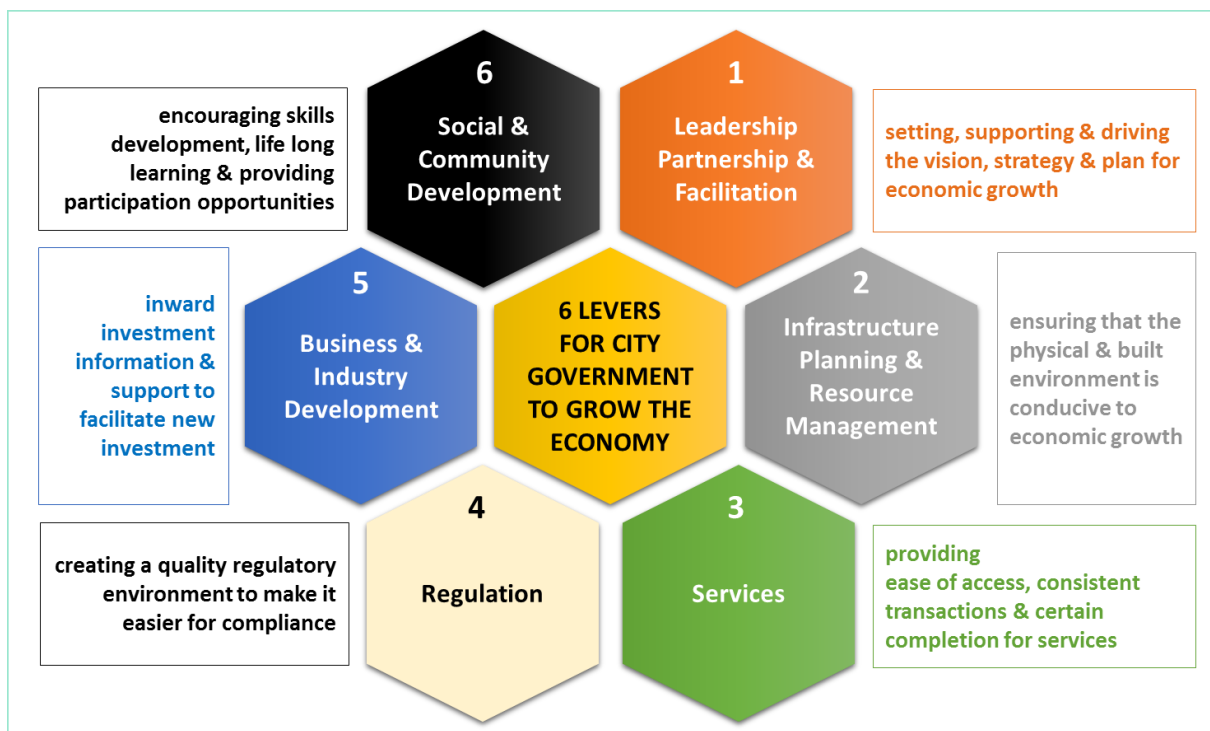 6
Social &
Community
Development
encouraging skills
development, life long
learning & providing
participation opportunities
1
Leadership
Partnership &
Facilitation
setting, supporting & driving
the vision, strategy & plan for
economic growth
5
Business &
Industry
Development
inward
investment
information &
support to
facilitate new
investment
6 LEVERS
FOR CITY
GOVERNMENT
TO GROW THE
ECONOMY
2
Infrastructure
Planning &
Resource
Management
ensuring that the
physical & built
environment is
conducive to
economic growth
4
Regulation
creating a quality regulatory
environment to make it
easier for compliance
3
Services
providing
ease of access, consistent
transactions & certain
completion for services